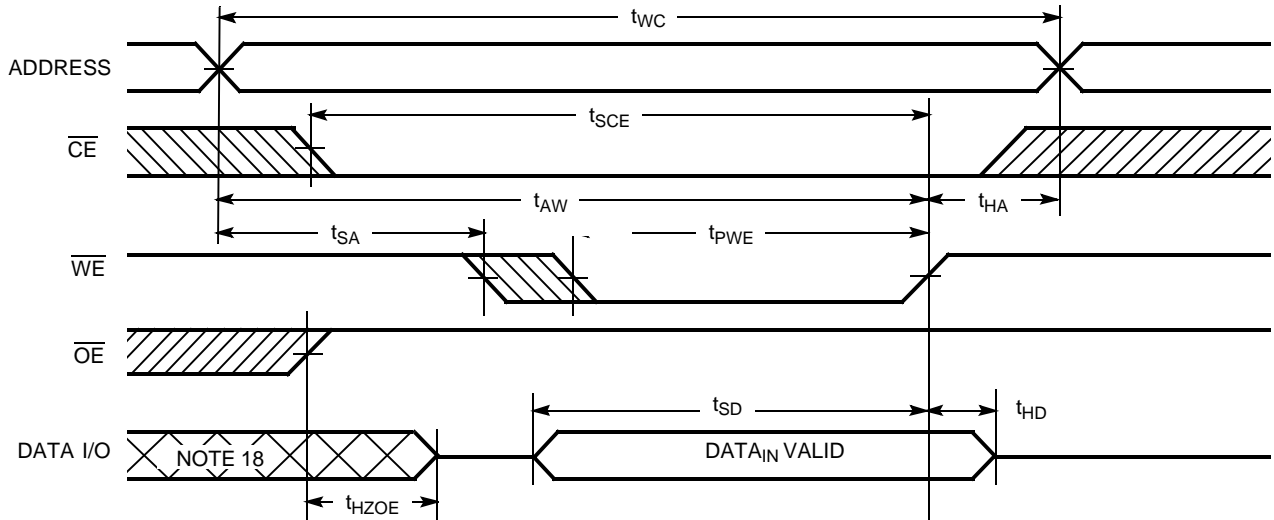 tWC
ADDRESS
tSCE
CE
tAW
tHA
tSA
tPWE
WE
OE
tSD
tHD
DATA I/O
NOTE 18
DATAIN VALID
tHZOE